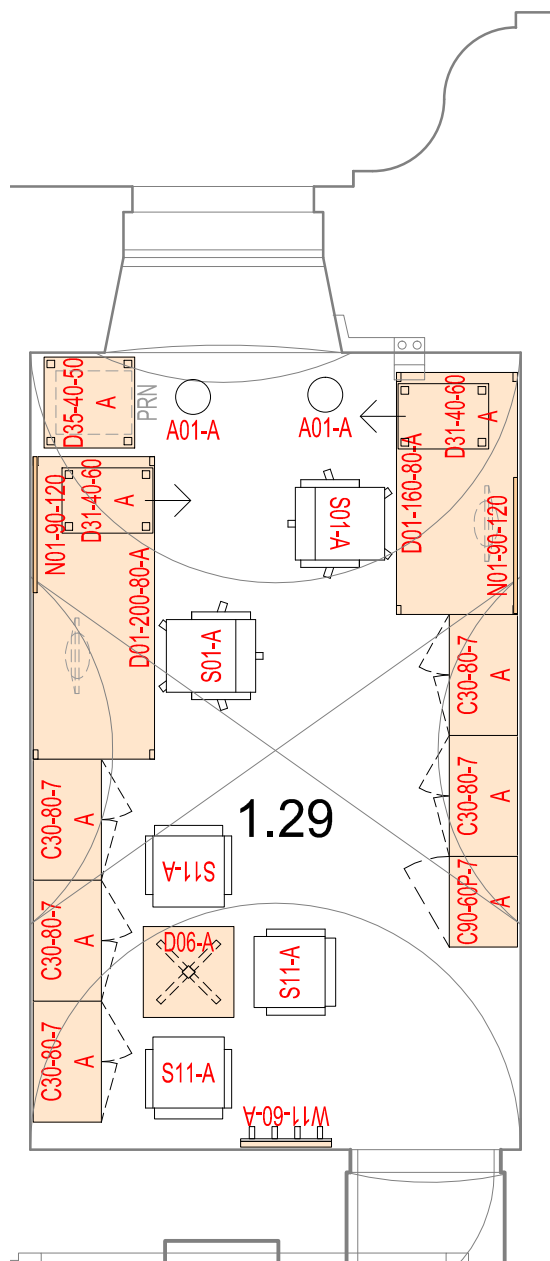 D35-40-50
A
PRN
A01-A
A01-A
D31-40-60
A
D01-160-80-A
N01-90-120
N01-90-120
D31-40-60
A
D01-200-80-A
S01-A
S01-A
C30-80-7
A
C30-80-7
A
C90-60P-7
A
C30-80-7
A
C30-80-7
A
C30-80-7
A
1.29
S11-A
D06-A
S11-A
S11-A
W11-60-A